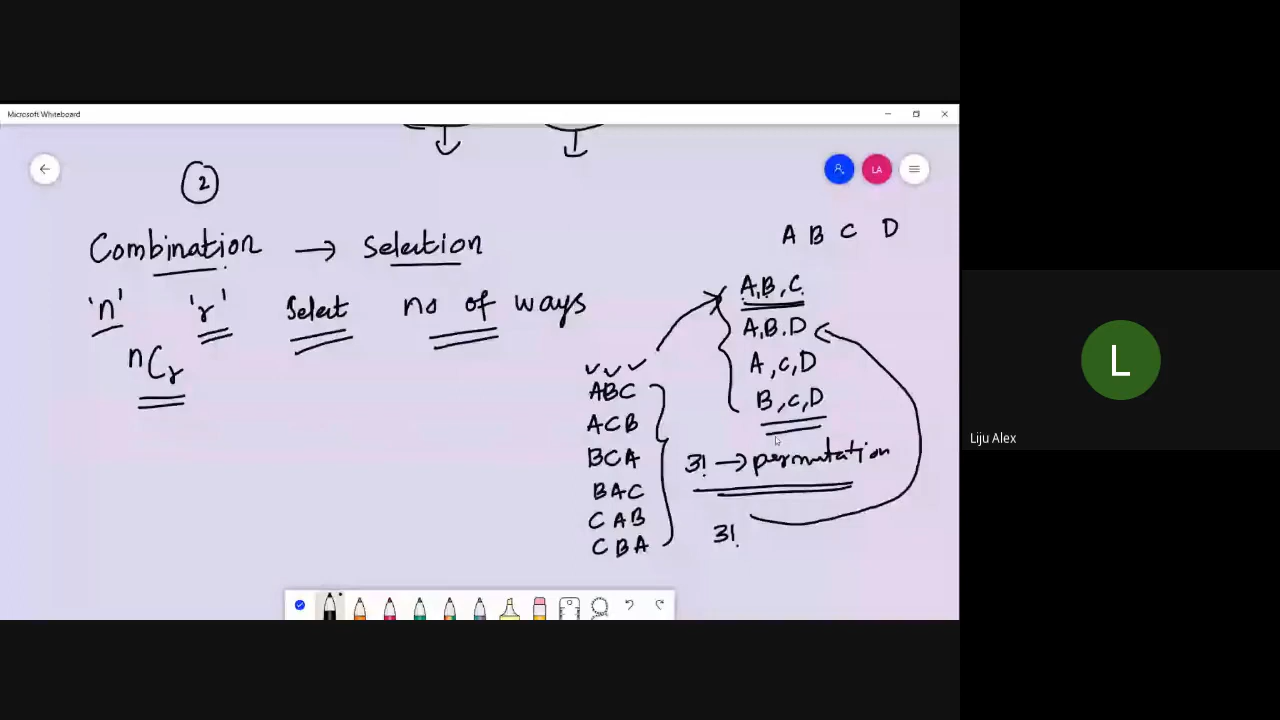 Microsoft Whiteboard
LA
2
Combination → Selection
'n' 'r' Select no of ways
nCr
A B C D
A,B,C.
A,B.D
A,C,D
B,C,D
ABC
ACB
BCA
BAC
CAB
CBA
3! → permutation
3!
L
Liju Alex